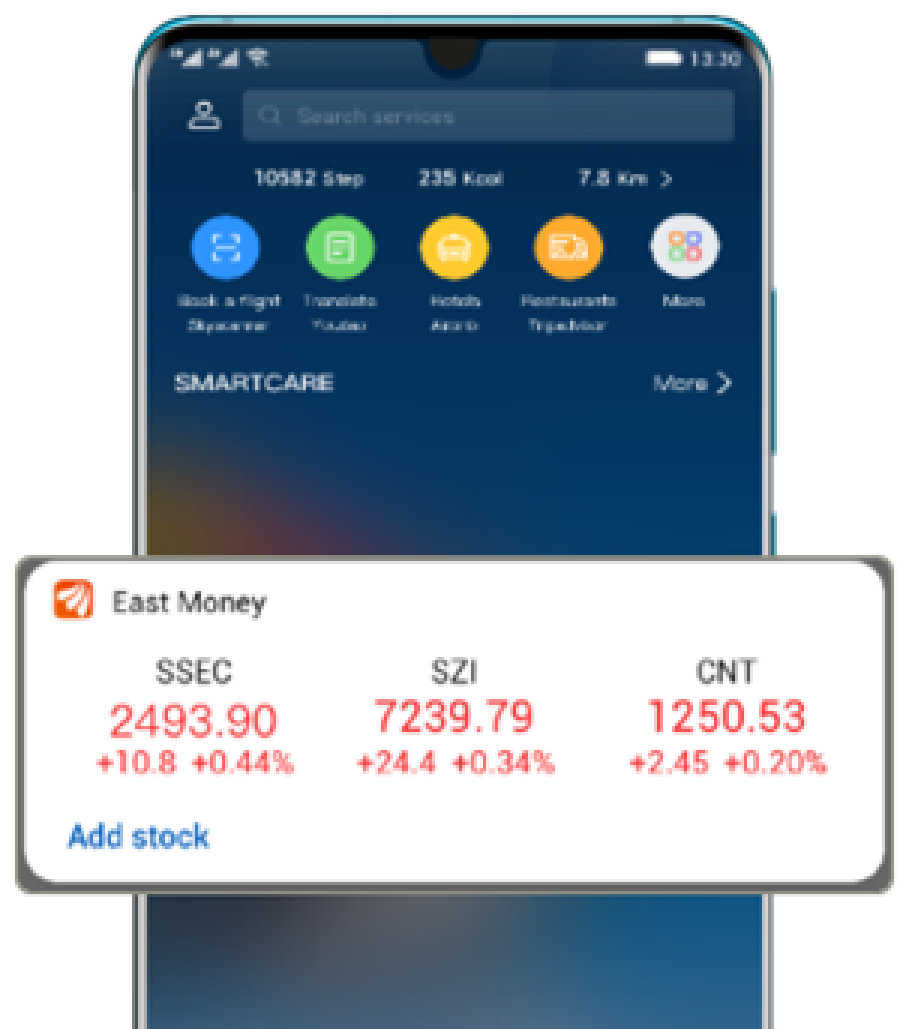 13:30
Search services
10582 Step 235 Kcal 7.8 Km
Book a flight Translate Hotels Restaurants More
Skyscanner Youdao Airbnb Tripadvisor
SMARTCARE More
East Money
SSEC SZI CNT
2493.90 7239.79 1250.53
+10.8 +0.44% +24.4 +0.34% +2.45 +0.20%
Add stock